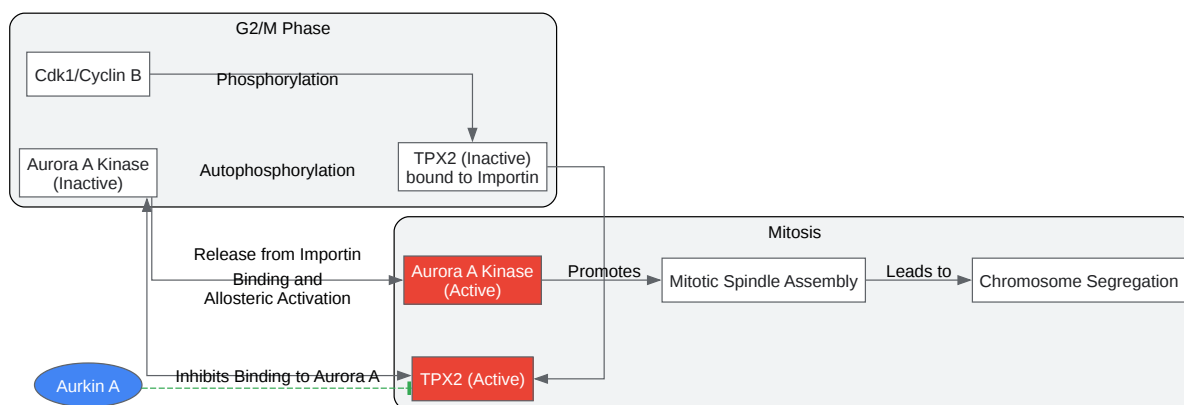 G2/M Phase
Cdk1/Cyclin B
Phosphorylation
Aurora A Kinase
(Inactive)
Autophosphorylation
TPX2 (Inactive)
bound to Importin
Mitosis
Release from Importin
Binding and
Allosteric Activation
Aurora A Kinase
(Active)
Promotes
Mitotic Spindle Assembly
Leads to
Chromosome Segregation
Aurkin A
Inhibits Binding to Aurora A
TPX2 (Active)